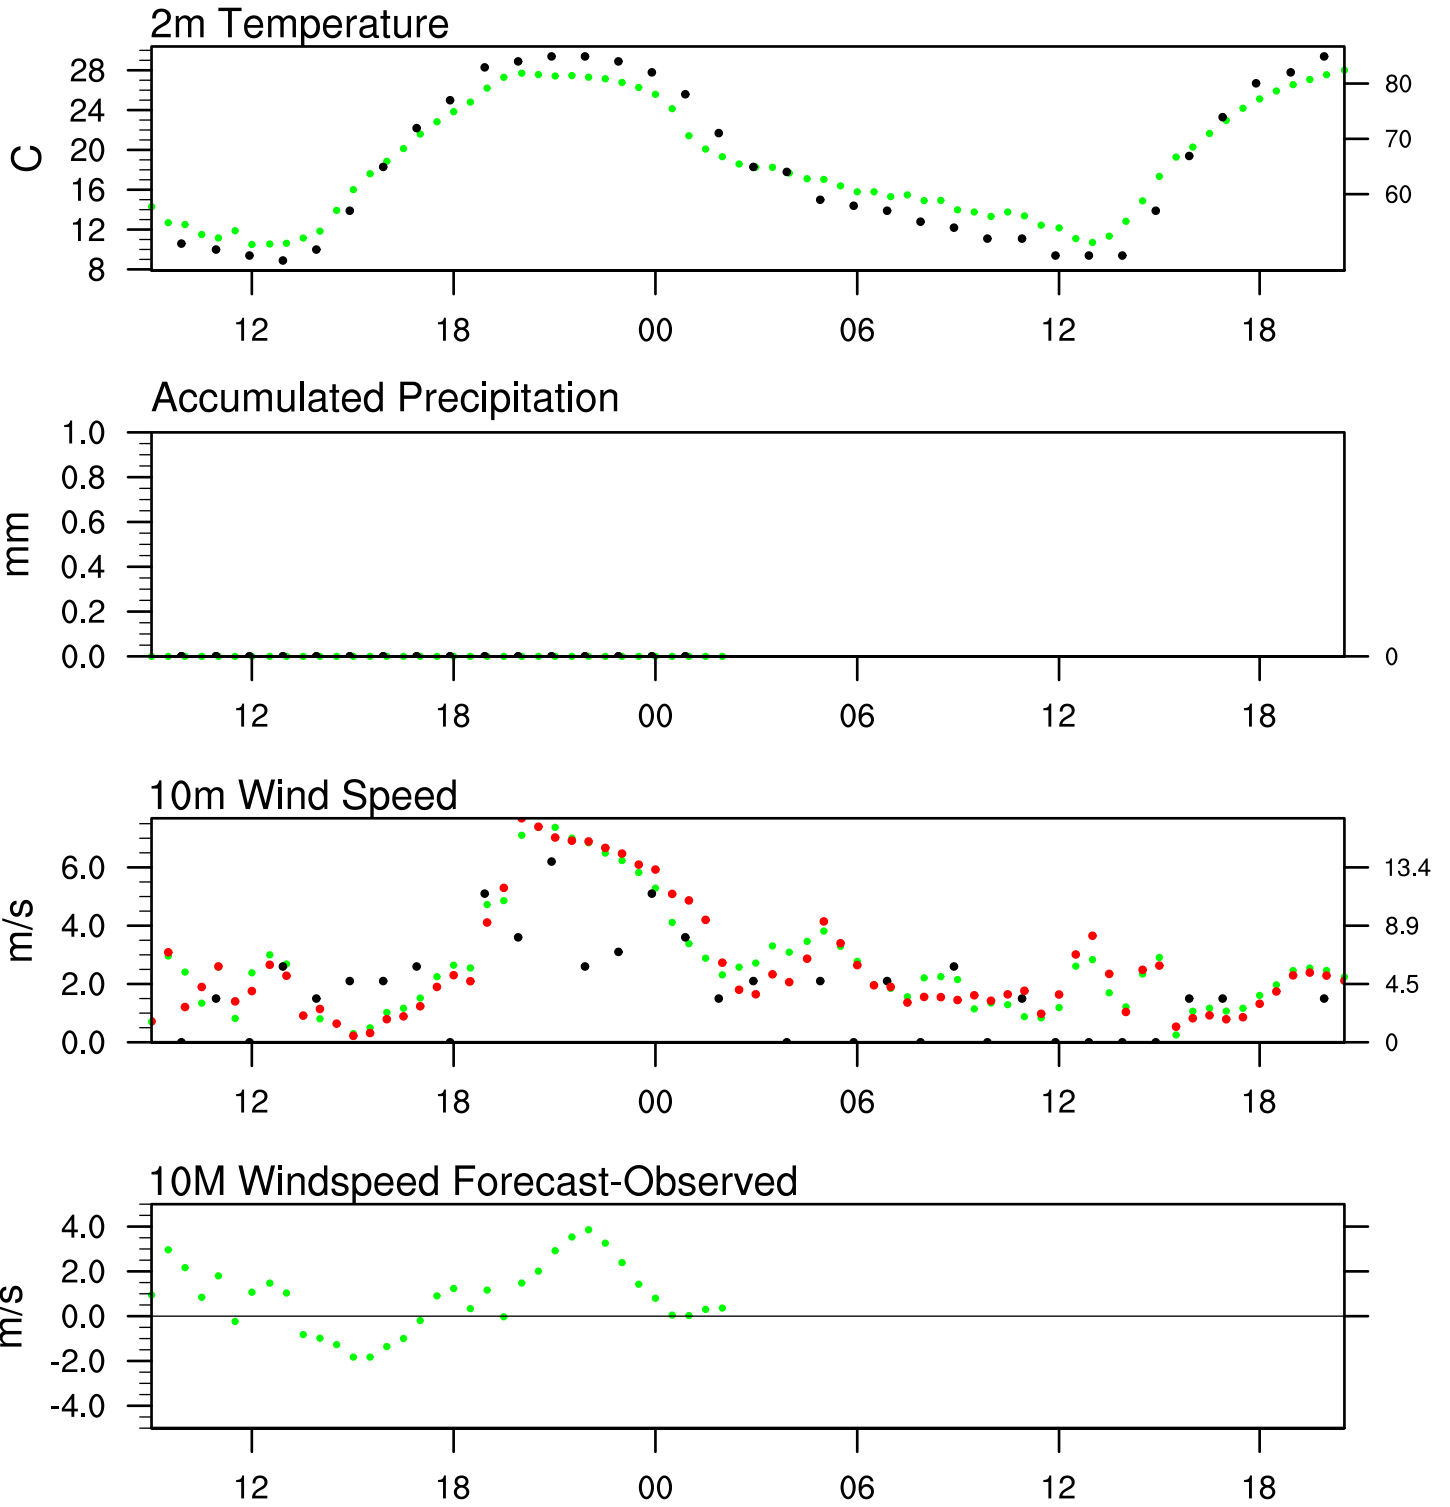 2m Temperature
28
24
20
16
12
8
C
80
70
60
12 18 00 06 12 18
Accumulated Precipitation
1.0
0.8
0.6
0.4
0.2
0.0
mm
0
12 18 00 06 12 18
10m Wind Speed
6.0
4.0
2.0
0.0
m/s
13.4
8.9
4.5
0
12 18 00 06 12 18
10M Windspeed Forecast-Observed
4.0
2.0
0.0
-2.0
-4.0
m/s
12 18 00 06 12 18